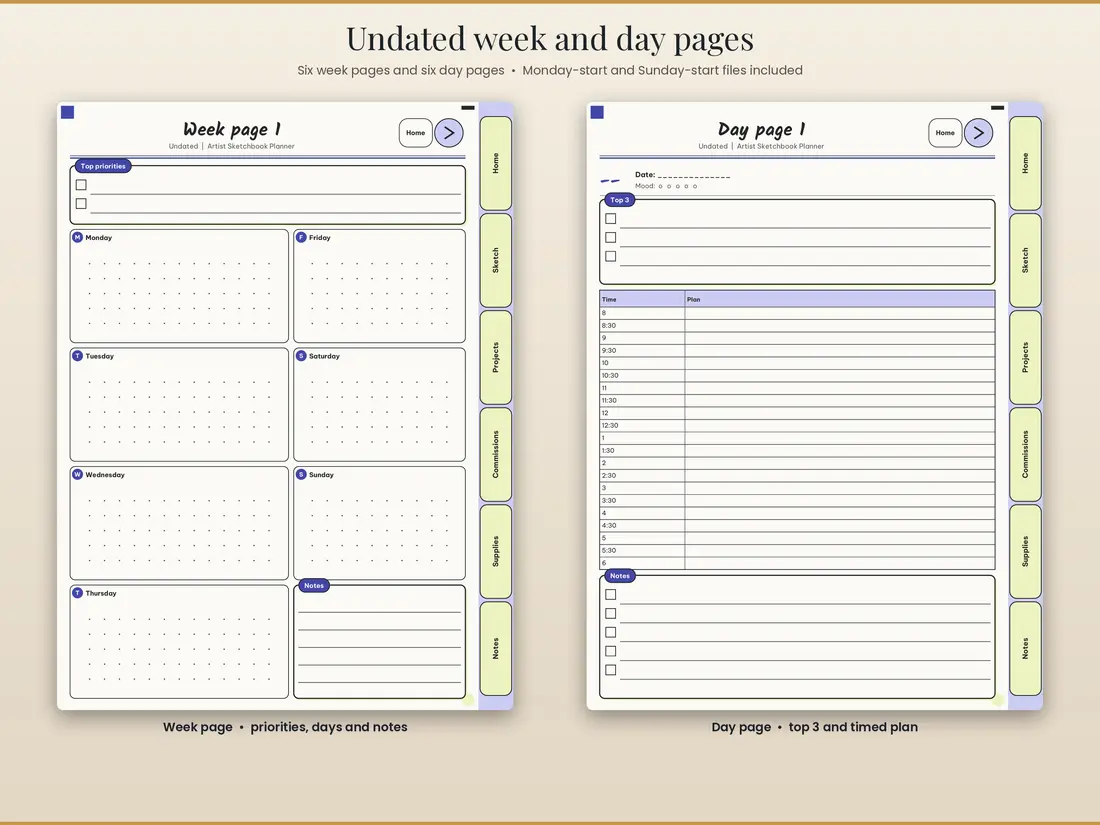 Undated week and day pages
Six week pages and six day pages • Monday-start and Sunday-start files included
Week page 1
Undated | Artist Sketchbook Planner
Home
>
Top priorities
M Monday
F Friday
T Tuesday
S Saturday
W Wednesday
S Sunday
T Thursday
Notes
Home
Sketch
Projects
Commissions
Supplies
Notes
Week page • priorities, days and notes
Day page 1
Undated | Artist Sketchbook Planner
Home
>
Date: _ _ _ _ _ _ _ _ _ _ _ _ _ _
Mood: o o o o o
Top 3
Time Plan
8
8:30
9
9:30
10
10:30
11
11:30
12
12:30
1
1:30
2
2:30
3
3:30
4
4:30
5
5:30
6
Notes
Home
Sketch
Projects
Commissions
Supplies
Notes
Day page • top 3 and timed plan